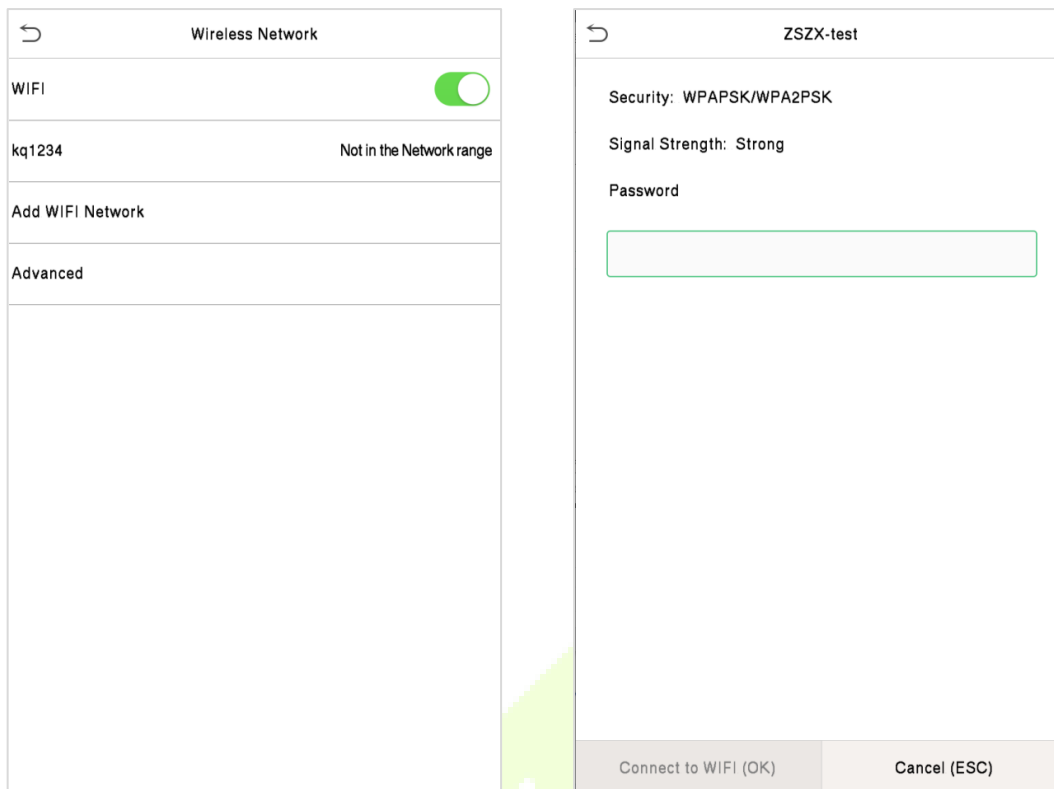 Wireless Network
WIFI
kq1234 Not in the Network range
Add WIFI Network
Advanced
ZSZX-test
Security: WPAPSK/WPA2PSK
Signal Strength: Strong
Password
Connect to WIFI (OK) Cancel (ESC)